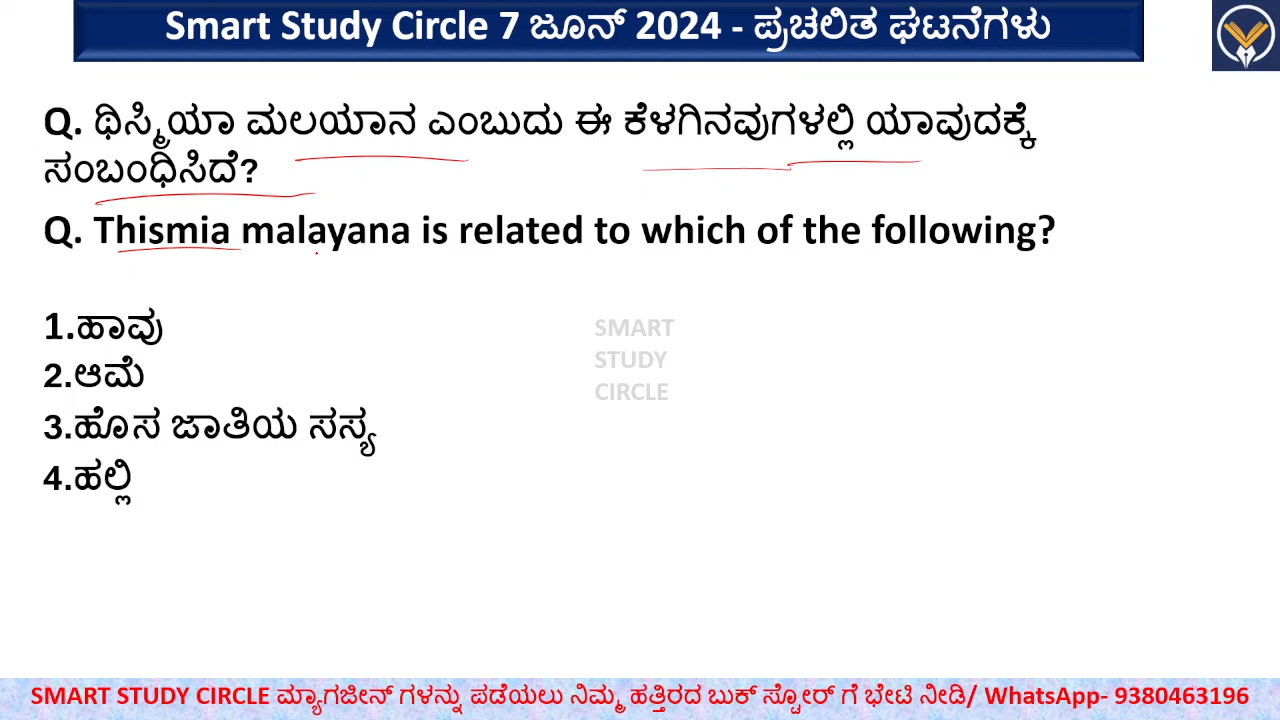 Smart Study Circle 7 ಜೂನ್ 2024 - ಪ್ರಚಲಿತ ಘಟನೆಗಳು
Q. ಥಿಸ್ಮಿಯಾ ಮಲಯಾನ ಎಂಬುದು ಈ ಕೆಳಗಿನವುಗಳಲ್ಲಿ ಯಾವುದಕ್ಕೆ
ಸಂಬಂಧಿಸಿದೆ?
Q. Thismia malayana is related to which of the following?
1.ಹಾವು
2.ಆಮೆ
3.ಹೊಸ ಜಾತಿಯ ಸಸ್ಯ
4.ಹಲ್ಲಿ
SMART
STUDY
CIRCLE
SMART STUDY CIRCLE ಮ್ಯಾಗಜೀನ್ ಗಳನ್ನು ಪಡೆಯಲು ನಿಮ್ಮ ಹತ್ತಿರದ ಬುಕ್ ಸ್ಟೋರ್ ಗೆ ಭೇಟಿ ನೀಡಿ/ WhatsApp- 9380463196